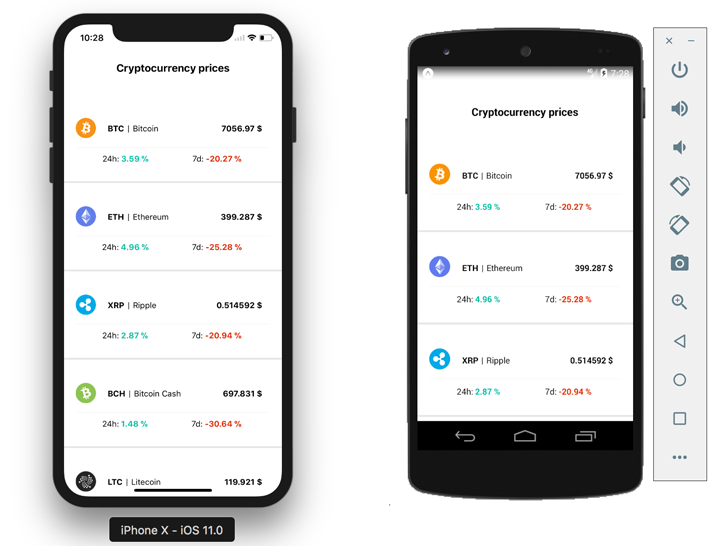 10:28
Cryptocurrency prices
BTC | Bitcoin 7056.97 $
24h: 3.59 % 7d: -20.27 %
ETH | Ethereum 399.287 $
24h: 4.96 % 7d: -25.28 %
XRP | Ripple 0.514592 $
24h: 2.87 % 7d: -20.94 %
BCH | Bitcoin Cash 697.831 $
24h: 1.48 % 7d: -30.64 %
LTC | Litecoin 119.921 $
iPhone X - iOS 11.0
7:28
Cryptocurrency prices
BTC | Bitcoin 7056.97 $
24h: 3.59 % 7d: -20.27 %
ETH | Ethereum 399.287 $
24h: 4.96 % 7d: -25.28 %
XRP | Ripple 0.514592 $
24h: 2.87 % 7d: -20.94 %